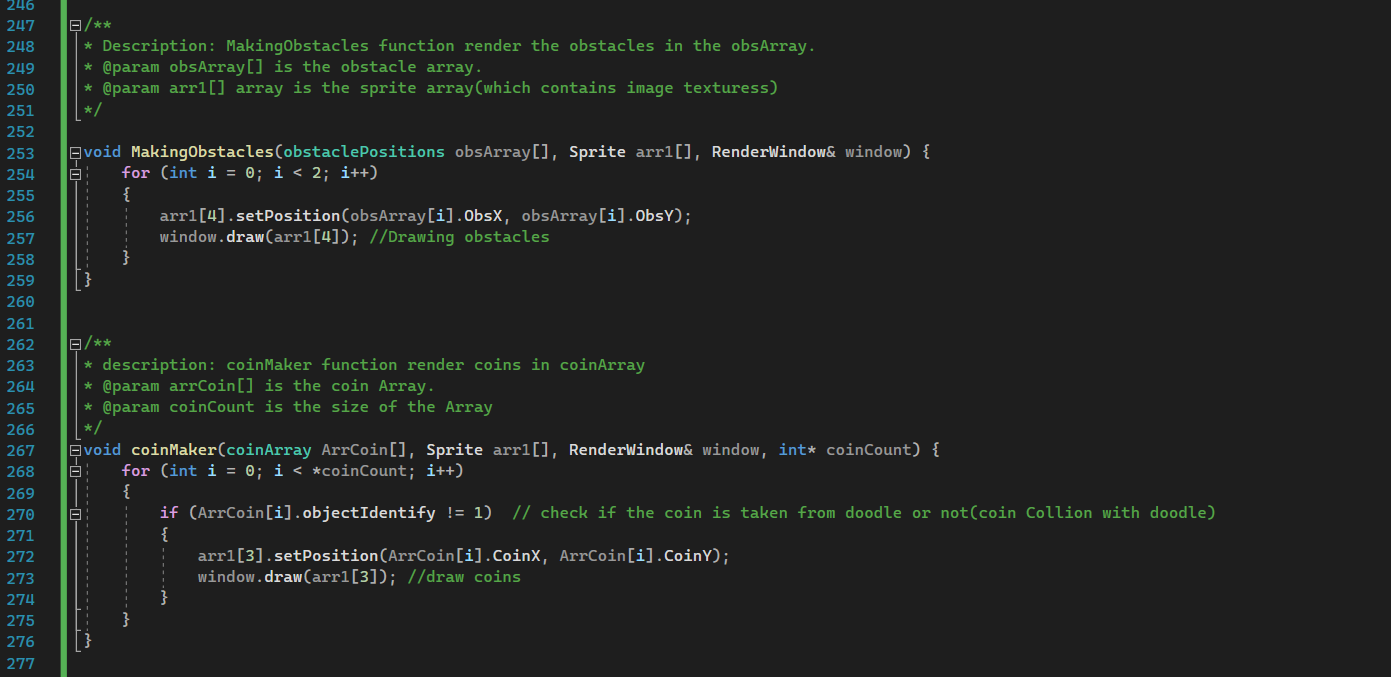 246
247 /**
248 * Description: MakingObstacles function render the obstacles in the obsArray.
249 * @param obsArray[] is the obstacle array.
250 * @param arr1[] array is the sprite array(which contains image texturess)
251 */
252
253 void MakingObstacles(obstaclePositions obsArray[], Sprite arr1[], RenderWindow& window) {
254 for (int i = 0; i < 2; i++)
255 {
256 arr1[4].setPosition(obsArray[i].ObsX, obsArray[i].ObsY);
257 window.draw(arr1[4]); //Drawing obstacles
258 }
259 }
260
261
262 /**
263 * description: coinMaker function render coins in coinArray
264 * @param arrCoin[] is the coin Array.
265 * @param coinCount is the size of the Array
266 */
267 void coinMaker(coinArray ArrCoin[], Sprite arr1[], RenderWindow& window, int* coinCount) {
268 for (int i = 0; i < *coinCount; i++)
269 {
270 if (ArrCoin[i].objectIdentify != 1) // check if the coin is taken from doodle or not(coin Collion with doodle)
271 {
272 arr1[3].setPosition(ArrCoin[i].CoinX, ArrCoin[i].CoinY);
273 window.draw(arr1[3]); //draw coins
274 }
275 }
276 }
277